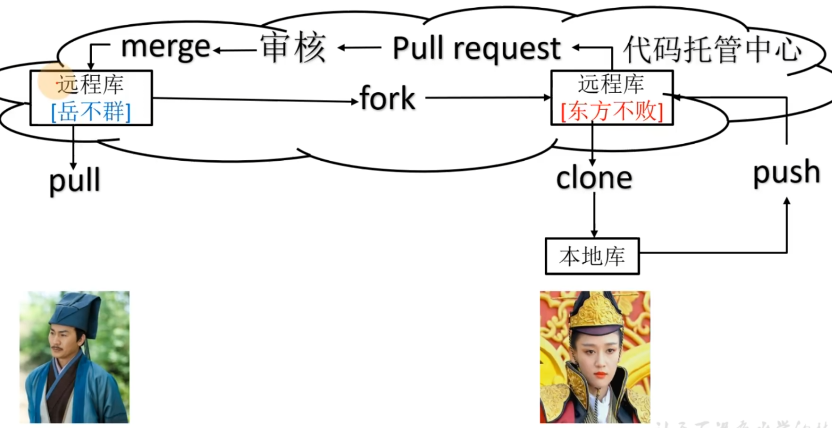 merge
审核
Pull request
代码托管中心
远程库
[岳不群]
fork
远程库
[东方不败]
pull
clone
push
本地库